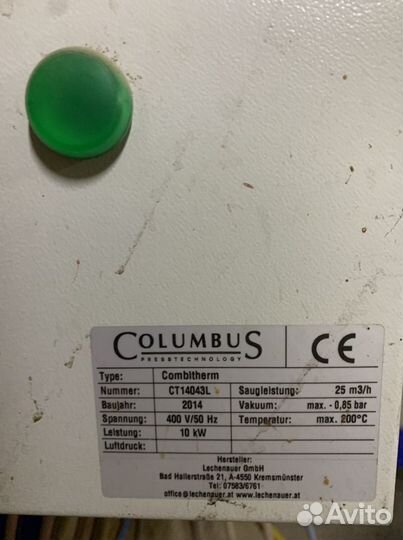 COLUMBUS CE
PRESSTECHNOLOGY
Type: Combitherm
Nummer: CT14043L Saugleistung: 25 m3/h
Baujahr: 2014 Vakuum: max. - 0,85 bar
Spannung: 400 V/50 Hz Temperatur: max. 200°C
Leistung: 10 kW
Luftdruck:
Hersteller:
Lechenauer GmbH
Bad Hallerstraße 21, A-4550 Kremsmünster
Tel: 07583/6761
office@lechenauer.at www.lechenauer.at
Avito